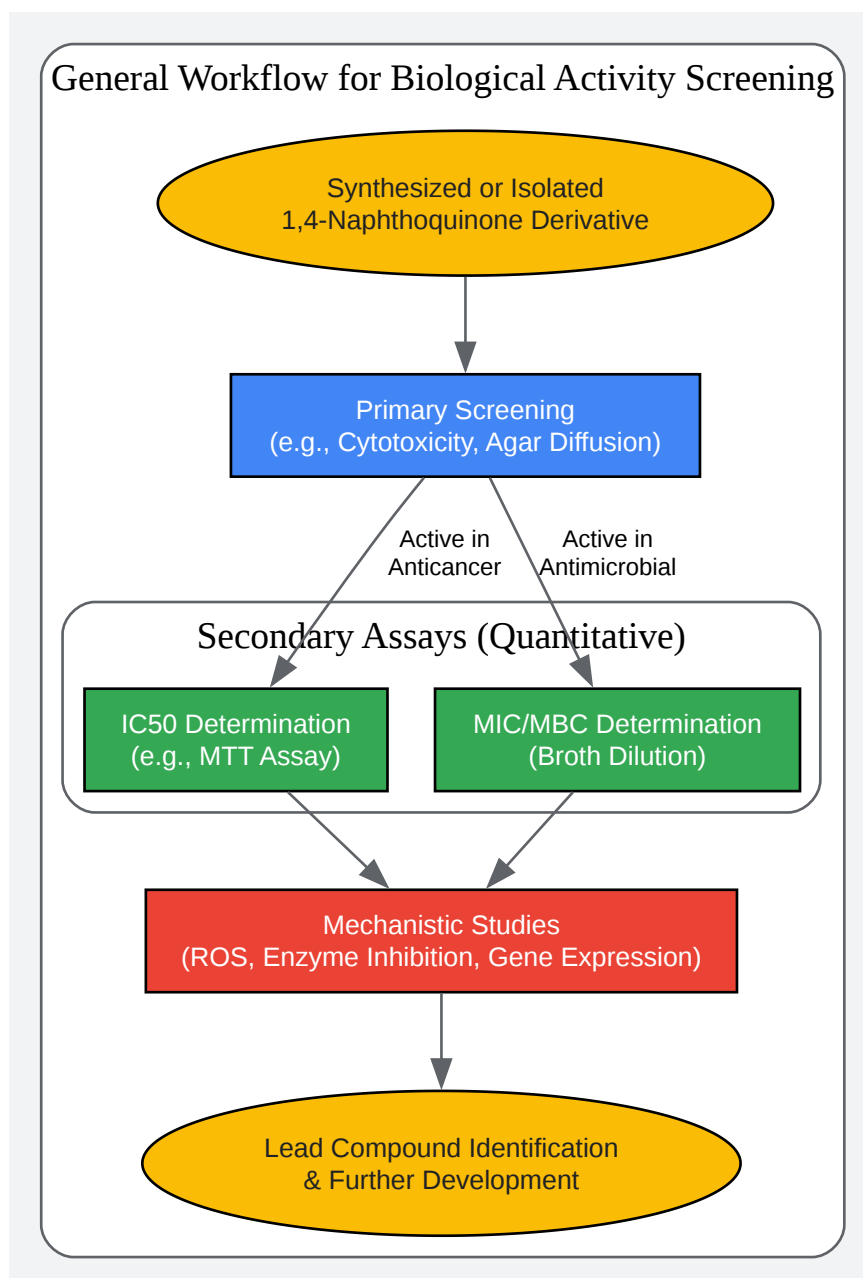 General Workflow for Biological Activity Screening
Synthesized or Isolated
1,4-Naphthoquinone Derivative
Primary Screening
(e.g., Cytotoxicity, Agar Diffusion)
Active in
Anticancer
Active in
Antimicrobial
Secondary Assays (Quantitative)
IC50 Determination
(e.g., MTT Assay)
MIC/MBC Determination
(Broth Dilution)
Mechanistic Studies
(ROS, Enzyme Inhibition, Gene Expression)
Lead Compound Identification
& Further Development